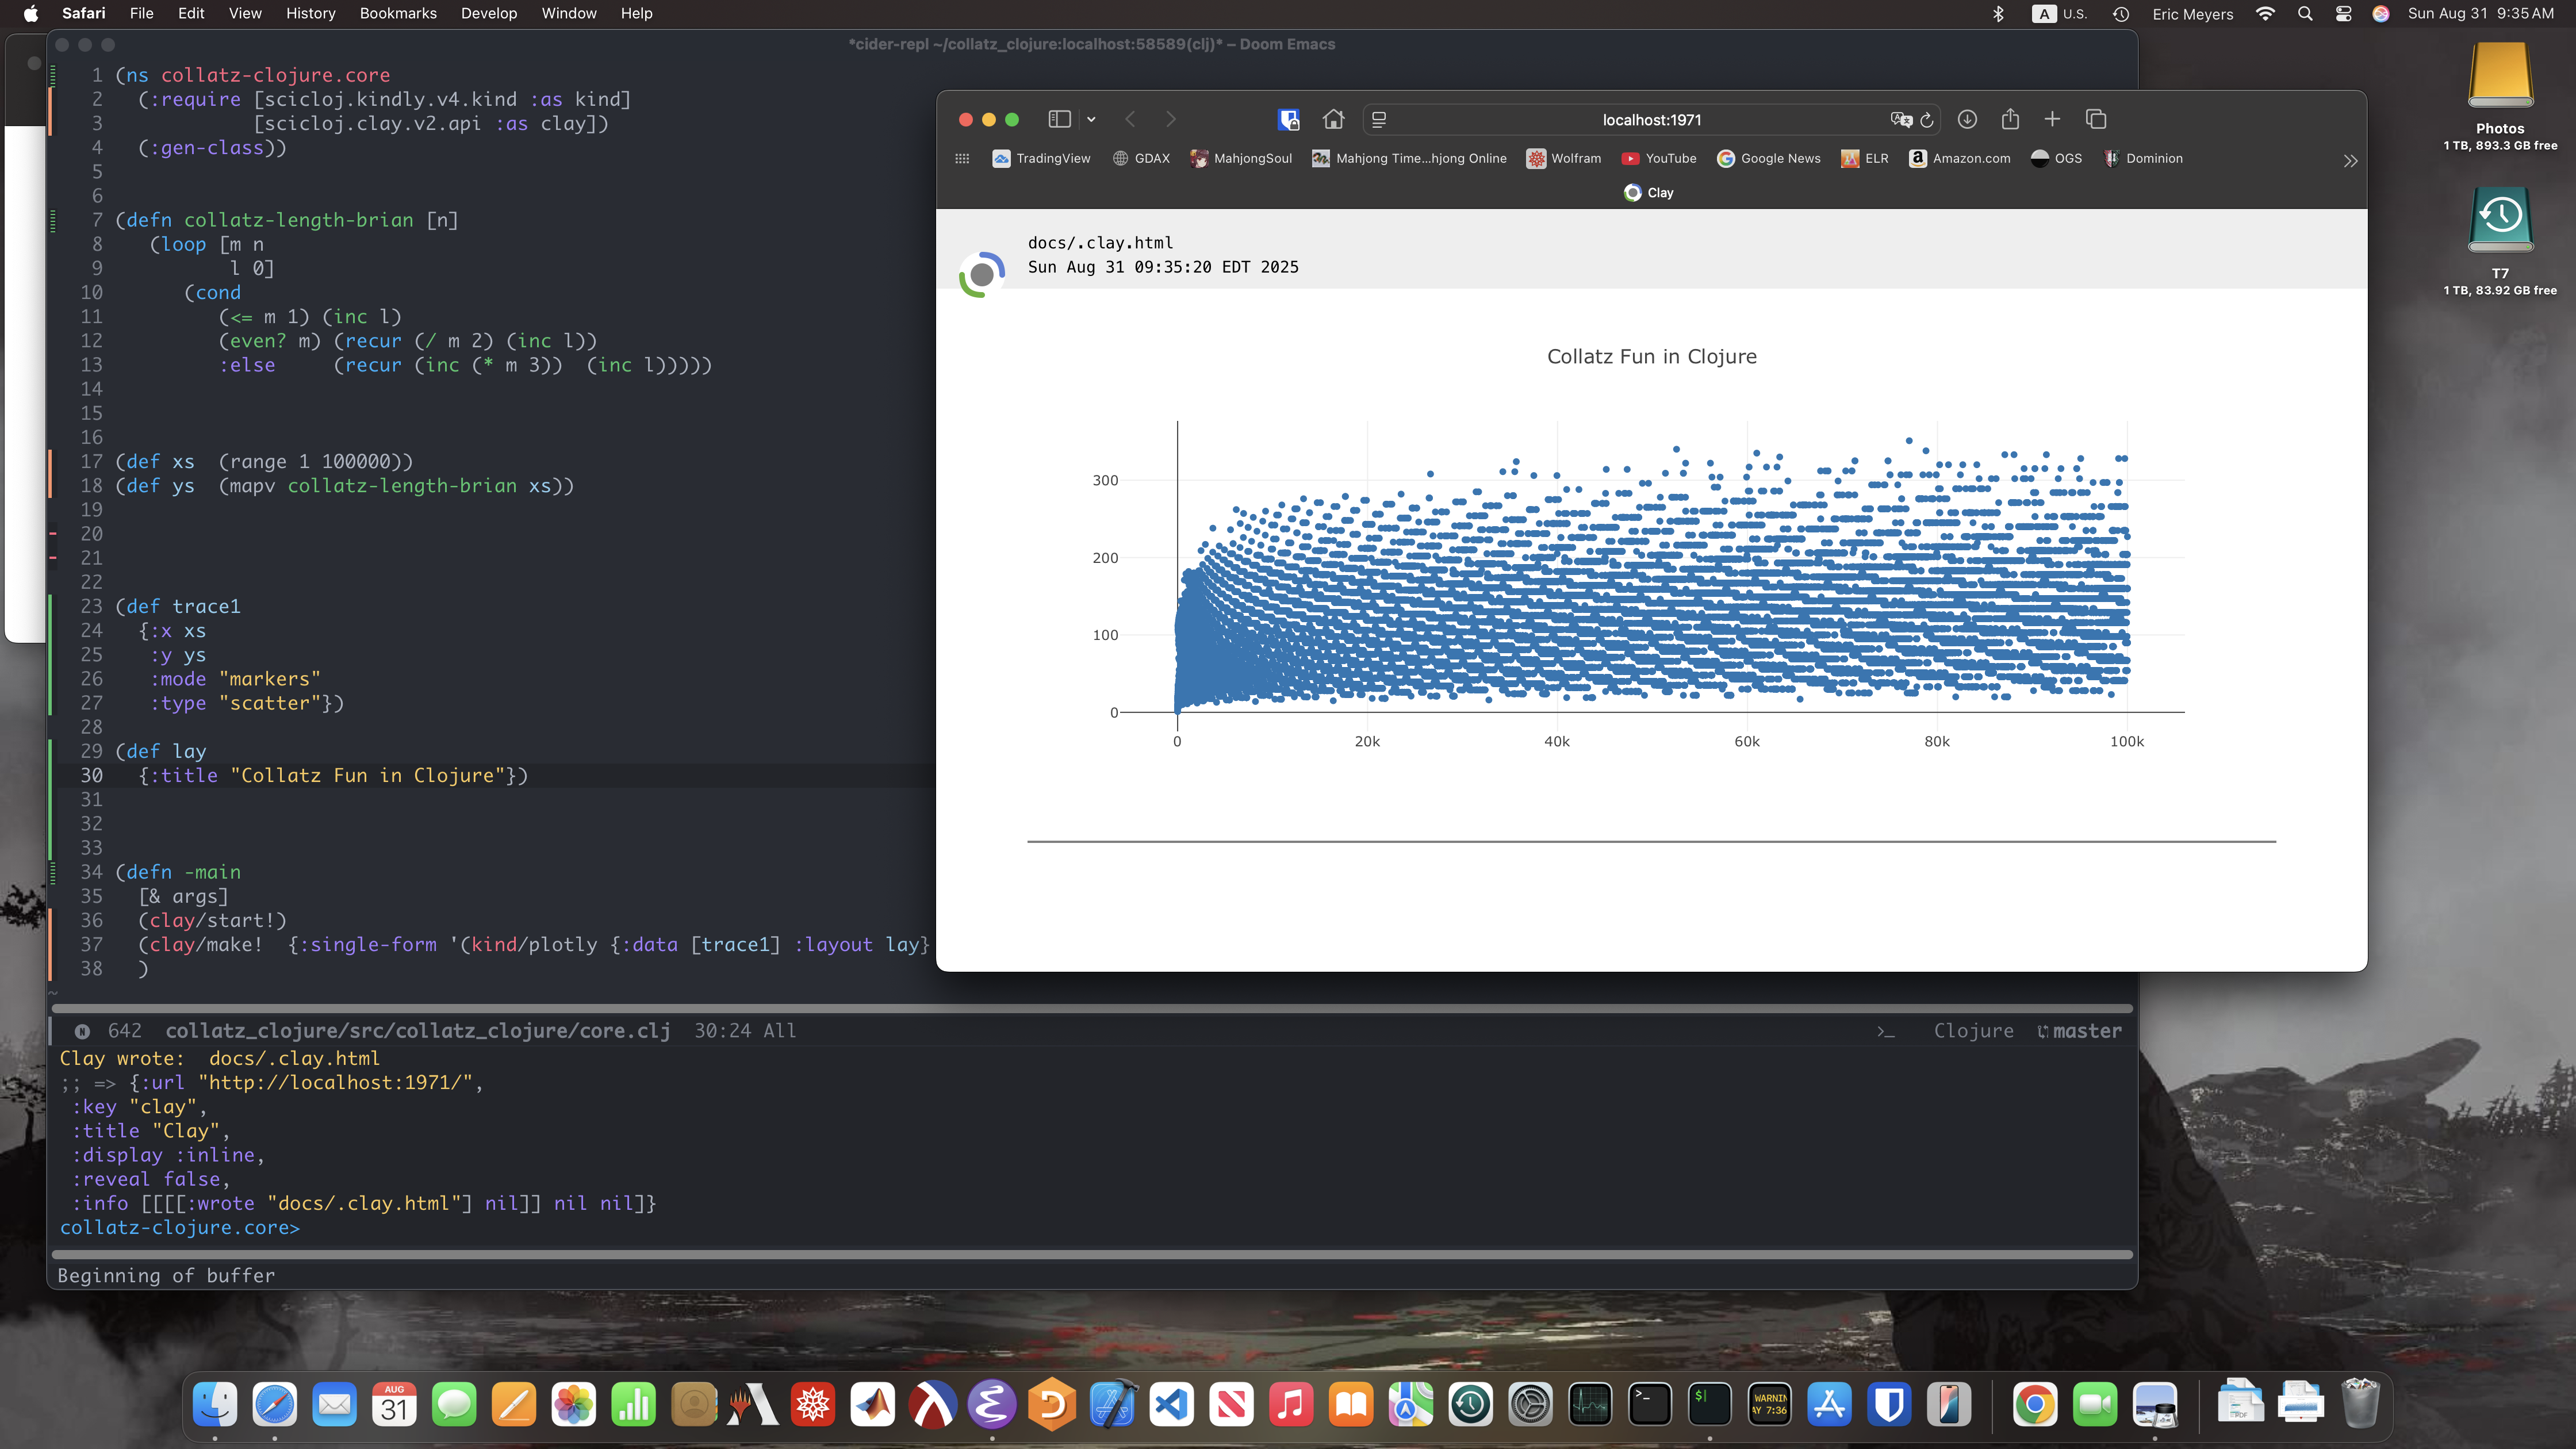 Safari File Edit View History Bookmarks Develop Window Help
A U.S. Eric Meyers Sun Aug 31 9:35 AM
*cider-repl ~/collatz_clojure:localhost:58589(clj)* – Doom Emacs
1 (ns collatz-clojure.core
2 (:require [scicloj.kindly.v4.kind :as kind]
3 [scicloj.clay.v2.api :as clay])
4 (:gen-class))
5
6
7 (defn collatz-length-brian [n]
8 (loop [m n
9 l 0]
10 (cond
11 (<= m 1) (inc l)
12 (even? m) (recur (/ m 2) (inc l))
13 :else (recur (inc (* m 3)) (inc l)))))
14
15
16
17 (def xs (range 1 100000))
18 (def ys (mapv collatz-length-brian xs))
19
20
21
22
23 (def trace1
24 {:x xs
25 :y ys
26 :mode "markers"
27 :type "scatter"})
28
29 (def lay
30 {:title "Collatz Fun in Clojure"})
31
32
33
34 (defn -main
35 [& args]
36 (clay/start!)
37 (clay/make! {:single-form '(kind/plotly {:data [trace1] :layout lay}
38 )
~
N 642 collatz_clojure/src/collatz_clojure/core.clj 30:24 All
>_ Clojure master
Clay wrote: docs/.clay.html
;; => {:url "http://localhost:1971/",
:key "clay",
:title "Clay",
:display :inline,
:reveal false,
:info [[[[:wrote "docs/.clay.html"] nil]] nil nil]}
collatz-clojure.core>
Beginning of buffer
localhost:1971
TradingView GDAX MahjongSoul Mahjong Time...hjong Online Wolfram YouTube Google News ELR Amazon.com OGS Dominion
Clay
docs/.clay.html
Sun Aug 31 09:35:20 EDT 2025
Collatz Fun in Clojure
300
200
100
0
0 20k 40k 60k 80k 100k
Photos
1 TB, 893.3 GB free
T7
1 TB, 83.92 GB free
AUG
31
>_
$
WARNIN
AY 7:36
PDF